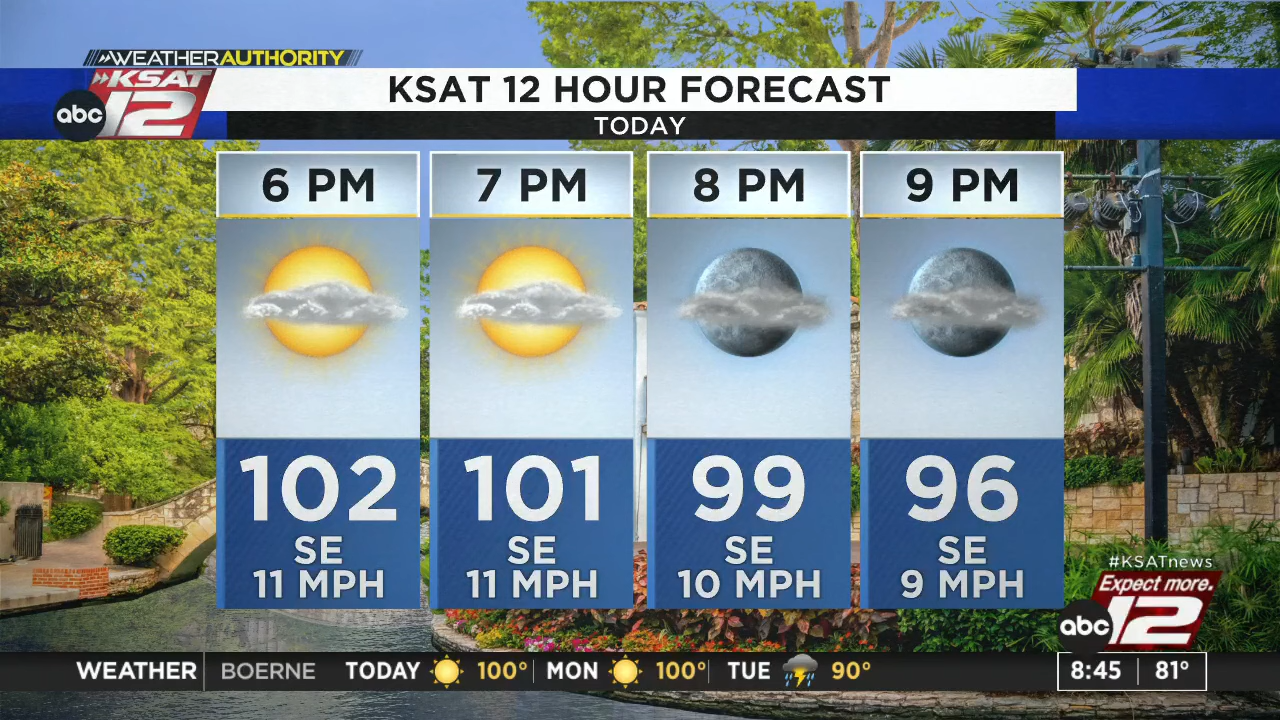 WEATHERAUTHORITY
KSAT
abc 12
KSAT 12 HOUR FORECAST
TODAY
6 PM 7 PM 8 PM 9 PM
102 101 99 96
SE SE SE SE
11 MPH 11 MPH 10 MPH 9 MPH
#KSATnews
Expect more.
abc 12
WEATHER BOERNE TODAY 100° MON 100° TUE 90° 8:45 81°